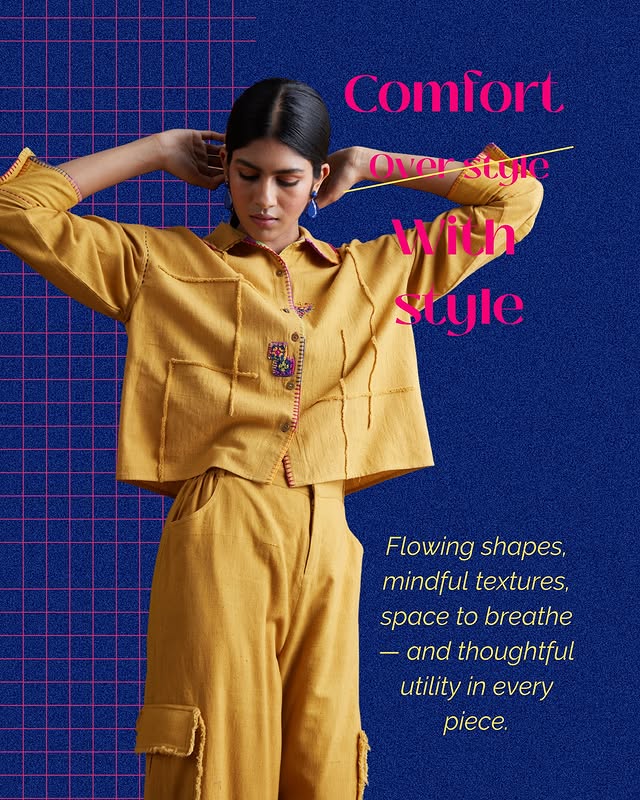 Comfort
Over style
With
style
Flowing shapes,
mindful textures,
space to breathe
— and thoughtful
utility in every
piece.